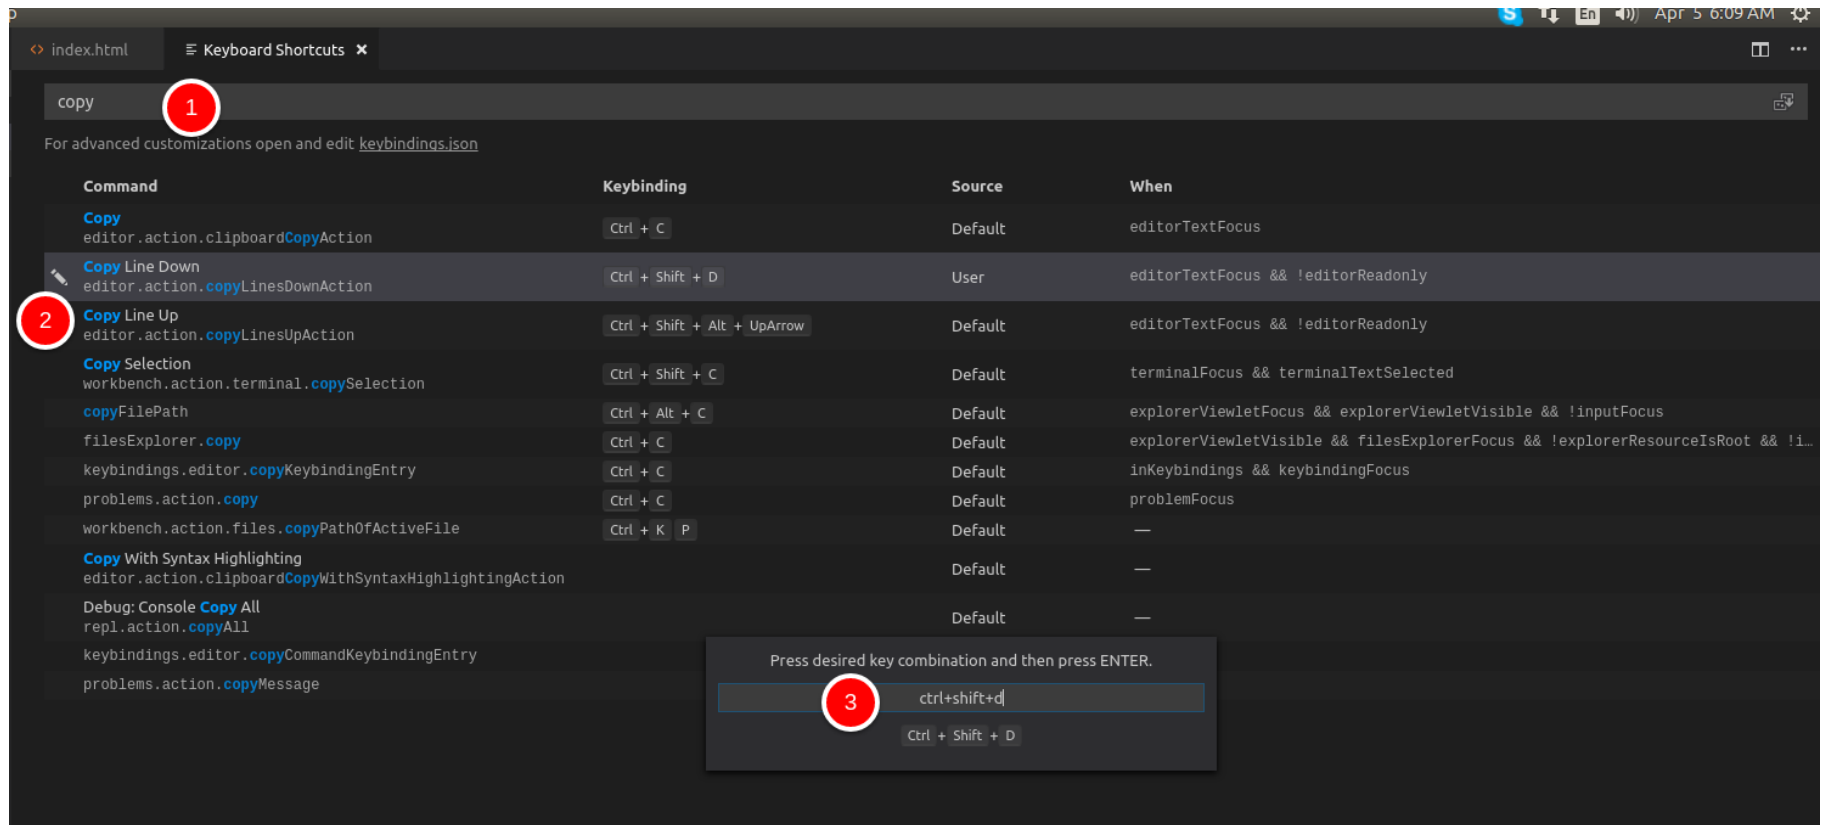 p
En Apr 5 6:09 AM
<> index.html Keyboard Shortcuts ×
copy
1
For advanced customizations open and edit keybindings.json
Command Keybinding Source When
Copy
editor.action.clipboardCopyAction Ctrl + C Default editorTextFocus
Copy Line Down
editor.action.copyLinesDownAction Ctrl + Shift + D User editorTextFocus && !editorReadonly
2
Copy Line Up
editor.action.copyLinesUpAction Ctrl + Shift + Alt + UpArrow Default editorTextFocus && !editorReadonly
Copy Selection
workbench.action.terminal.copySelection Ctrl + Shift + C Default terminalFocus && terminalTextSelected
copyFilePath Ctrl + Alt + C Default explorerViewletFocus && explorerViewletVisible && !inputFocus
filesExplorer.copy Ctrl + C Default explorerViewletVisible && filesExplorerFocus && !explorerResourceIsRoot && !i…
keybindings.editor.copyKeybindingEntry Ctrl + C Default inKeybindings && keybindingFocus
problems.action.copy Ctrl + C Default problemFocus
workbench.action.files.copyPathOfActiveFile Ctrl + K P Default —
Copy With Syntax Highlighting
editor.action.clipboardCopyWithSyntaxHighlightingAction Default —
Debug: Console Copy All
repl.action.copyAll Default —
keybindings.editor.copyCommandKeybindingEntry
problems.action.copyMessage
Press desired key combination and then press ENTER.
3
ctrl+shift+d
Ctrl + Shift + D